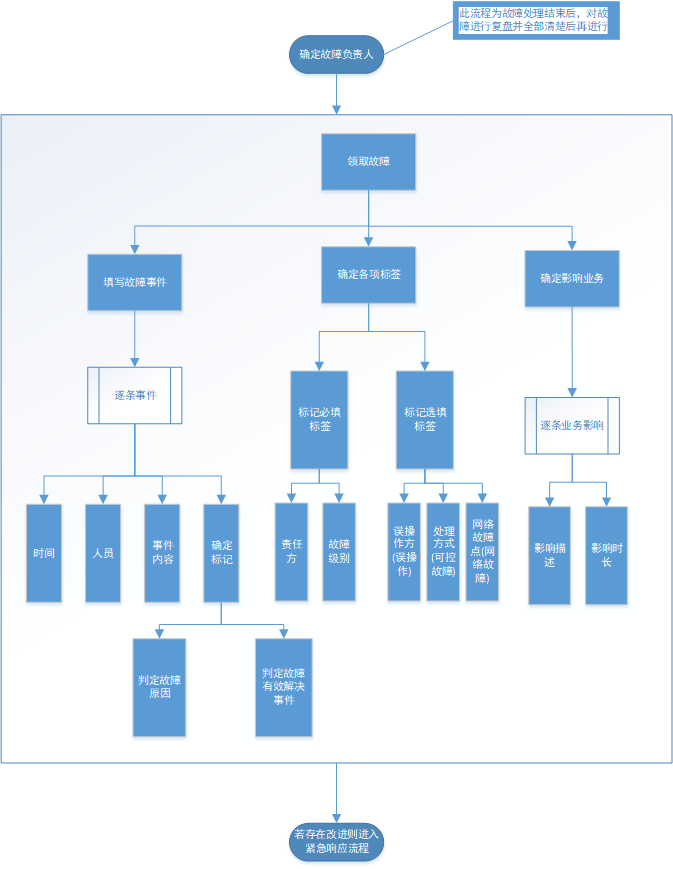 此流程为故障处理结束后，对故
障进行复盘并全部清楚后再进行
确定故障负责人
领取故障
填写故障事件
确定各项标签
确定影响业务
逐条事件
标记必填
标签
标记选填
标签
逐条业务影响
时间
人员
事件
内容
确定
标记
责任
方
故障
级别
误操
作方
(误操
作)
处理
方式
(可控
故障)
网络
故障
点(网
络故
障)
影响描
述
影响时
长
判定故障
原因
判定故障
有效解决
事件
若存在改进则进入
紧急响应流程